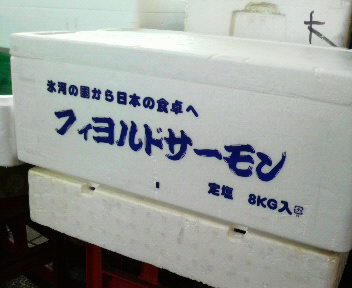 氷河の国から日本の食卓へ
フィヨルドサーモン
定塩 8KG入